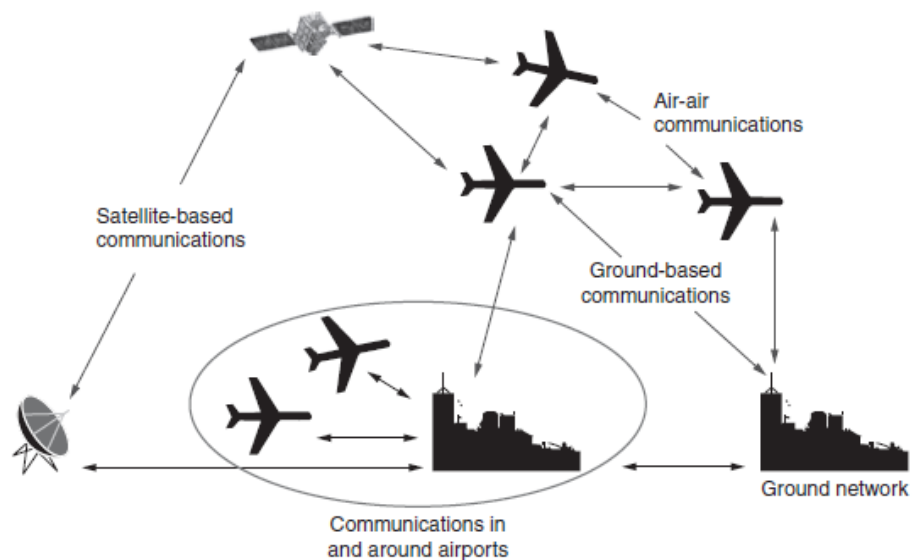 Air-air
communications
Satellite-based
communications
Ground-based
communications
Ground network
Communications in
and around airports